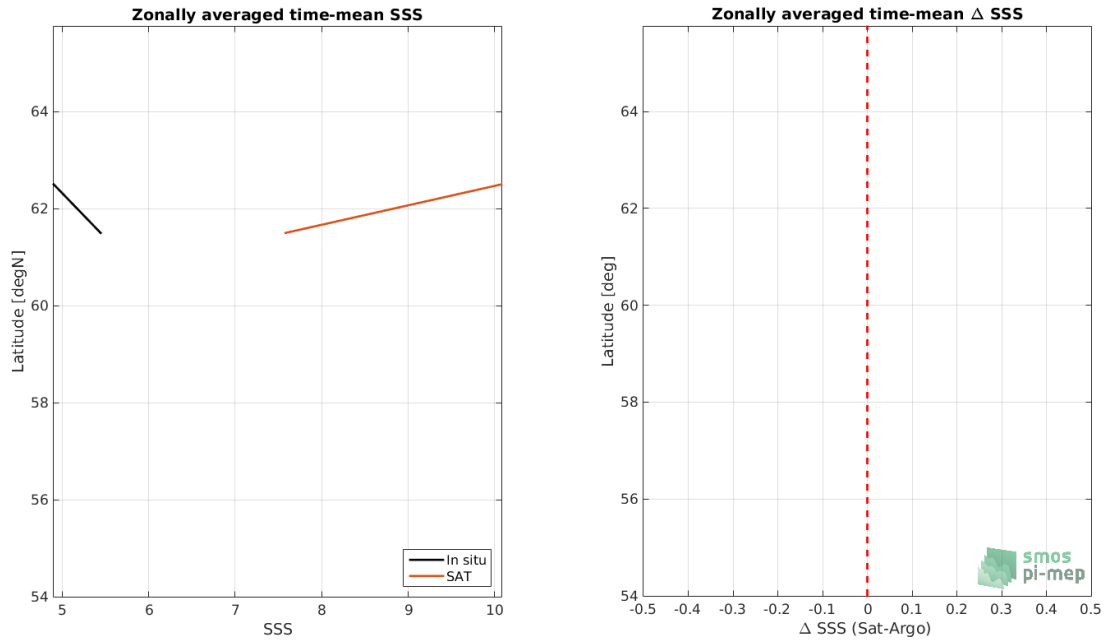 Zonally averaged time-mean SSS
Latitude [degN]
64
62
60
58
56
54
5 6 7 8 9 10
SSS
In situ
SAT
Zonally averaged time-mean Δ SSS
Latitude [deg]
64
62
60
58
56
54
-0.5 -0.4 -0.3 -0.2 -0.1 0 0.1 0.2 0.3 0.4 0.5
Δ SSS (Sat-Argo)
smos
pi-mep